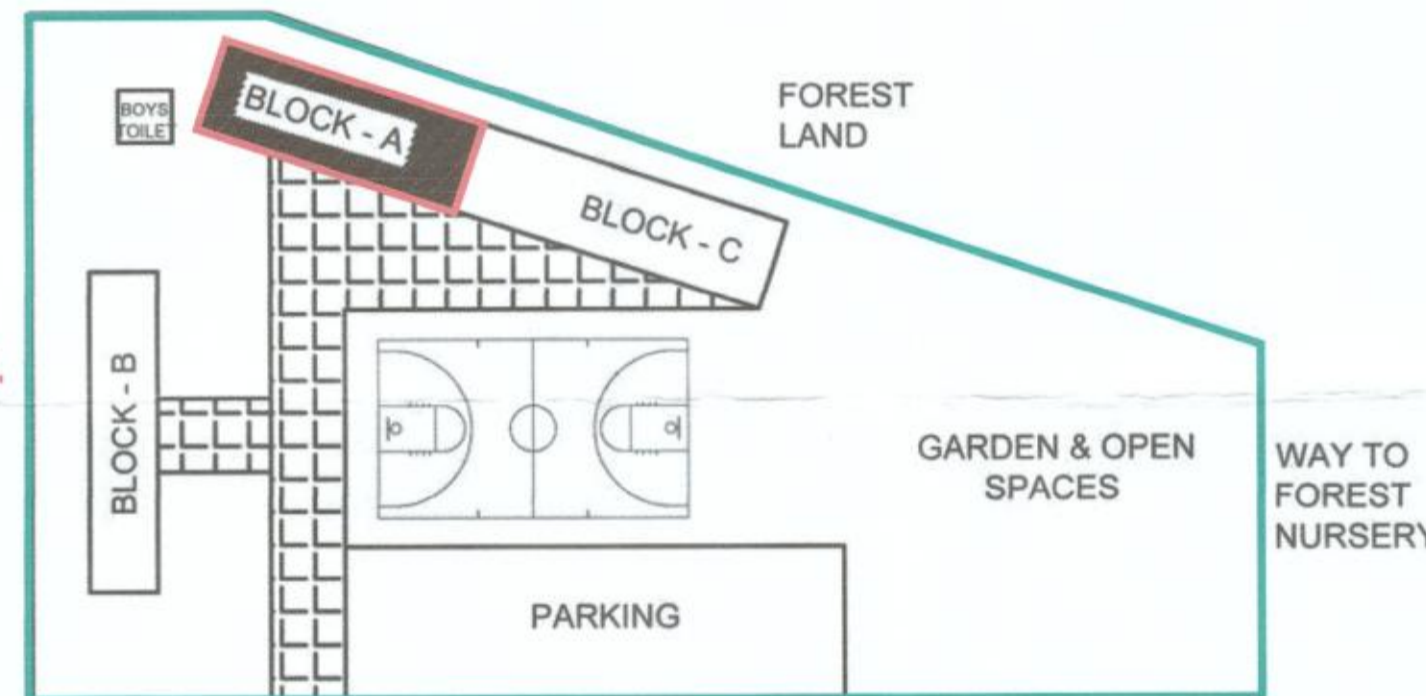 BOYS
TOILET
BLOCK - A
FOREST
LAND
BLOCK - C
BLOCK - B
GARDEN & OPEN
SPACES
WAY TO
FOREST
NURSERY
PARKING